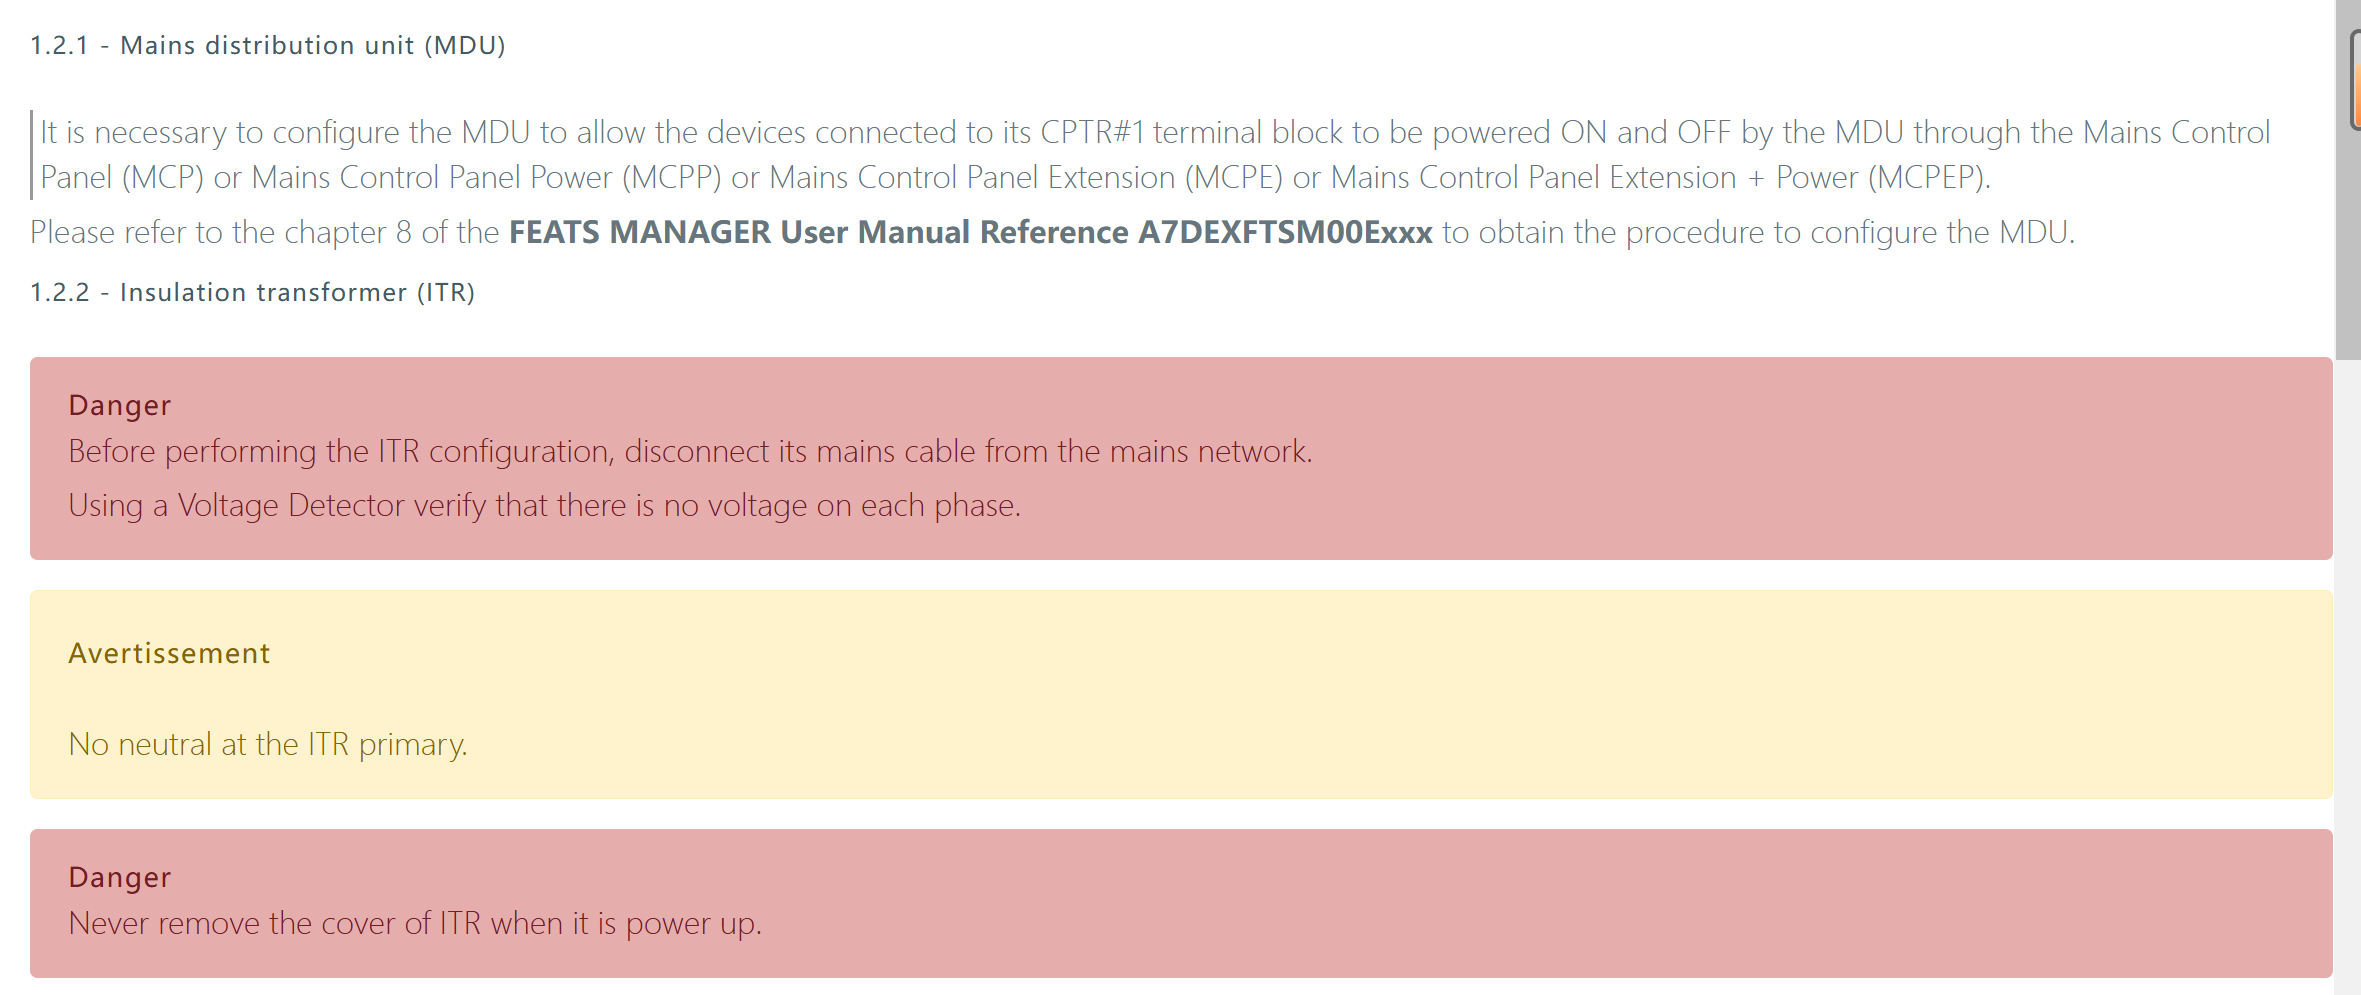 1.2.1 - Mains distribution unit (MDU)
It is necessary to configure the MDU to allow the devices connected to its CPTR#1 terminal block to be powered ON and OFF by the MDU through the Mains Control
Panel (MCP) or Mains Control Panel Power (MCPP) or Mains Control Panel Extension (MCPE) or Mains Control Panel Extension + Power (MCPEP).
Please refer to the chapter 8 of the FEATS MANAGER User Manual Reference A7DEXFTSM00Exxx to obtain the procedure to configure the MDU.
1.2.2 - Insulation transformer (ITR)
Danger
Before performing the ITR configuration, disconnect its mains cable from the mains network.
Using a Voltage Detector verify that there is no voltage on each phase.
Avertissement
No neutral at the ITR primary.
Danger
Never remove the cover of ITR when it is power up.